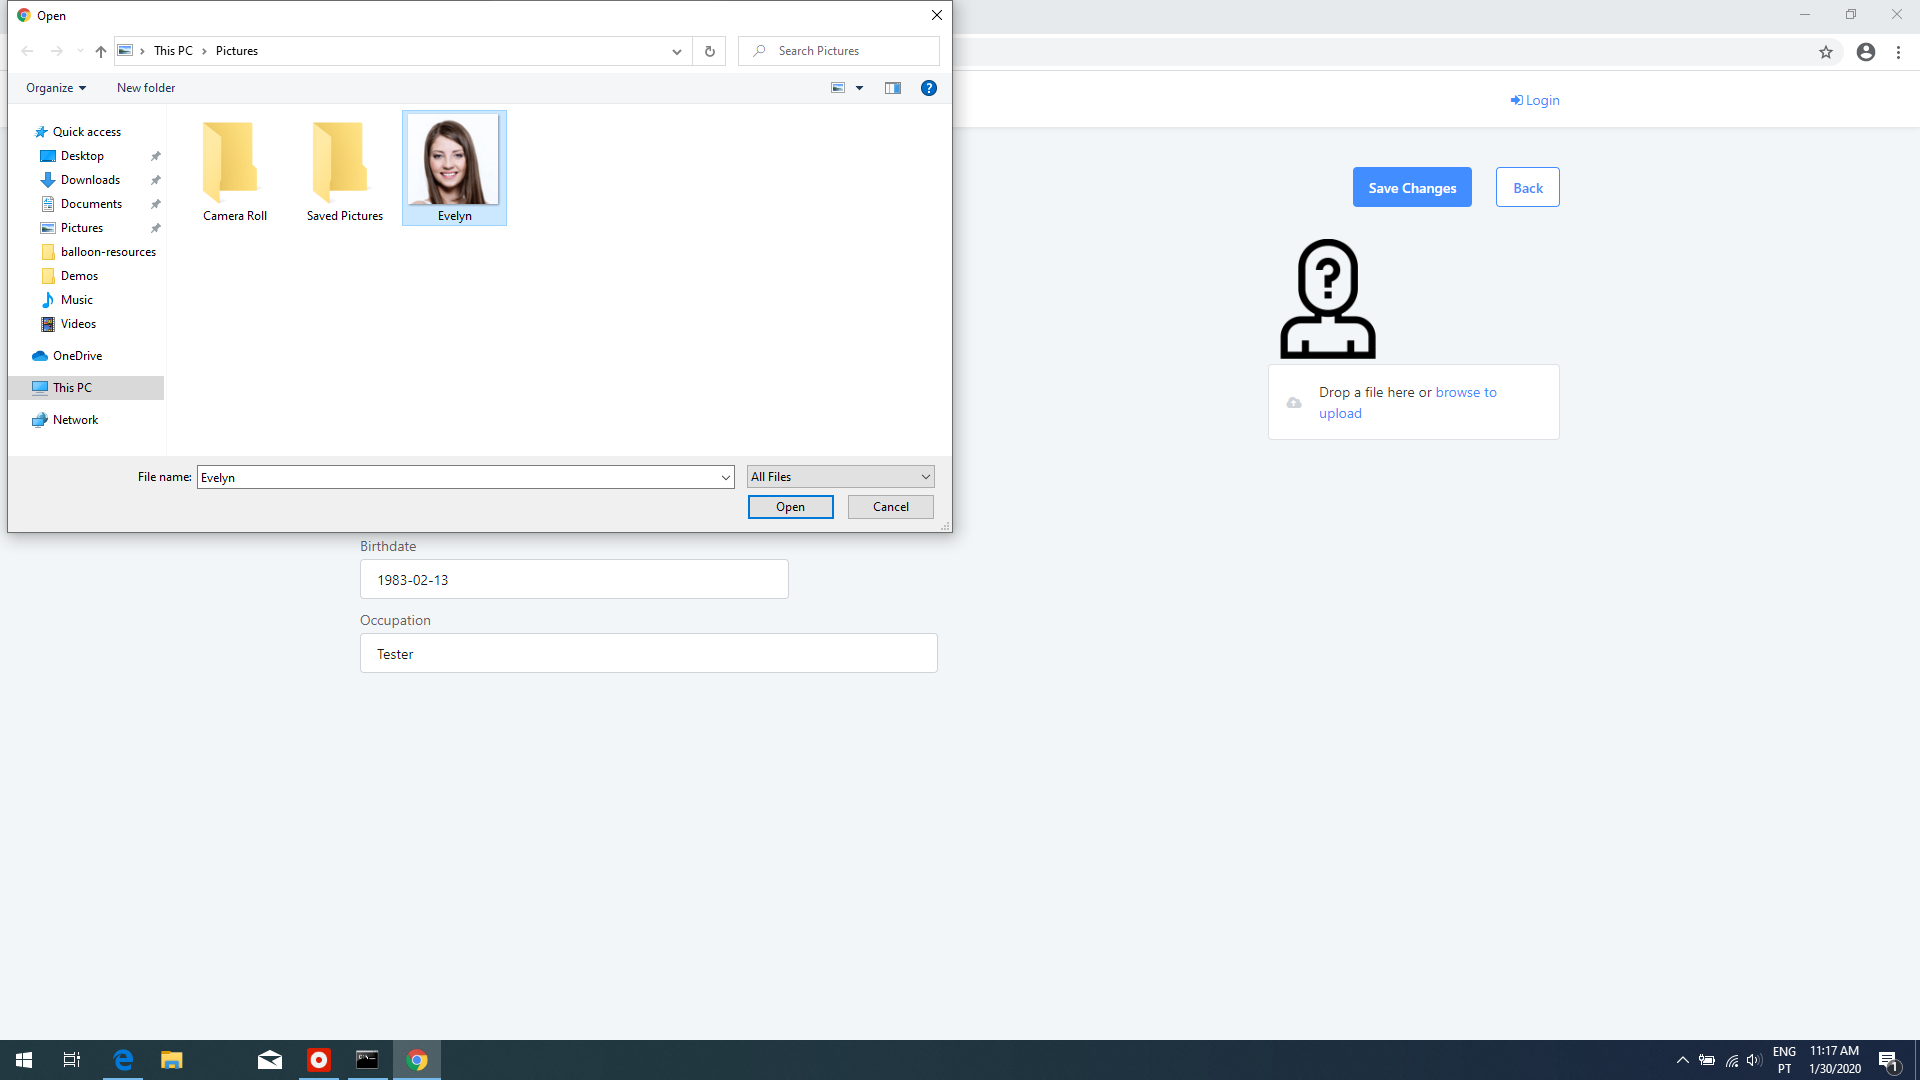 Open
This PC
Pictures
Search Pictures
Organize
New folder
?
Login
Quick access
Desktop
Downloads
Documents
Pictures
balloon-resources
Demos
Music
Videos
OneDrive
This PC
Network
Camera Roll
Saved Pictures
Evelyn
Save Changes
Back
?
Drop a file here or browse to
upload
File name:
Evelyn
All Files
Open
Cancel
Birthdate
1983-02-13
Occupation
Tester
ENG
PT
11:17 AM
1/30/2020
1